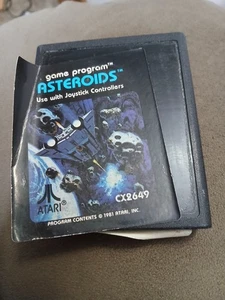 game program™
ASTEROIDS™
Use with Joystick Controllers
CX2649
ATARI®
PROGRAM CONTENTS © 1981 ATARI, INC.